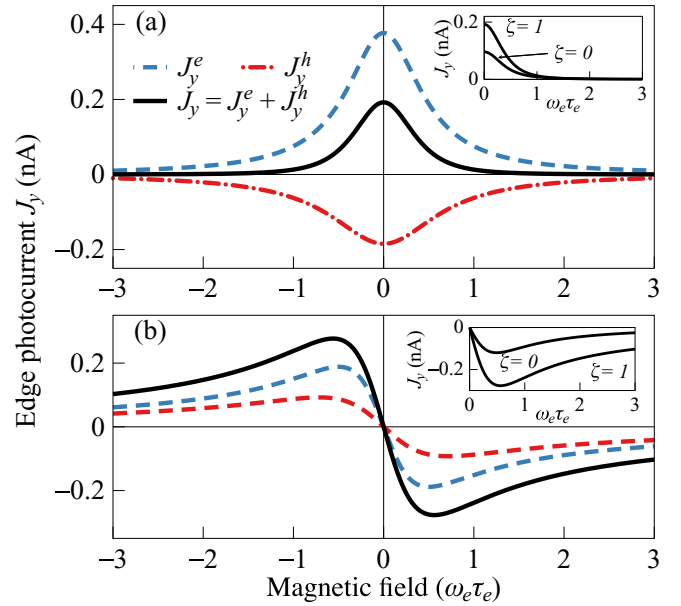 Edge photocurrent J_y (nA)
(a)
0.4
0.2
0
−0.2
J_y^e
J_y^h
J_y = J_y^e + J_y^h
−3 −2 −1 0 1 2 3
J_y (nA)
0.2
0
ζ= 1
ζ= 0
0 1 2 3
ω_eτ_e
(b)
0.2
0
−0.2
−3 −2 −1 0 1 2 3
Magnetic field (ω_eτ_e)
J_y (nA)
0
−0.2
ζ= 0
ζ= 1
0 1 2 3
ω_eτ_e